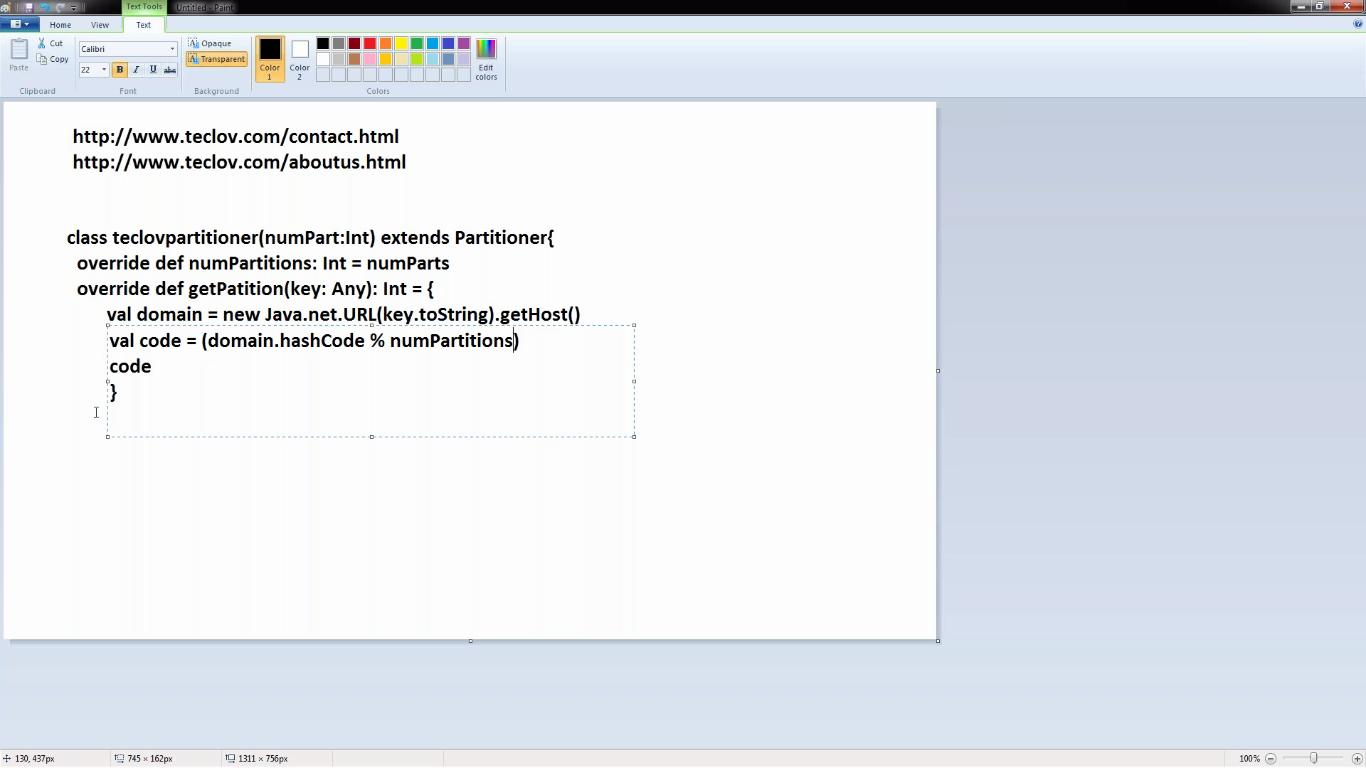 Text Tools
Untitled - Paint
Home View Text
Paste
Cut
Copy
Clipboard
Calibri
22 B I U abc
Font
Opaque
Transparent
Background
Color 1
Color 2
Edit colors
Colors
http://www.teclov.com/contact.html
http://www.teclov.com/aboutus.html
class teclovpartitioner(numPart:Int) extends Partitioner{
override def numPartitions: Int = numParts
override def getPatition(key: Any): Int = {
val domain = new Java.net.URL(key.toString).getHost()
val code = (domain.hashCode % numPartitions)
code
}
130, 437px 745 × 162px 1311 × 756px 100%